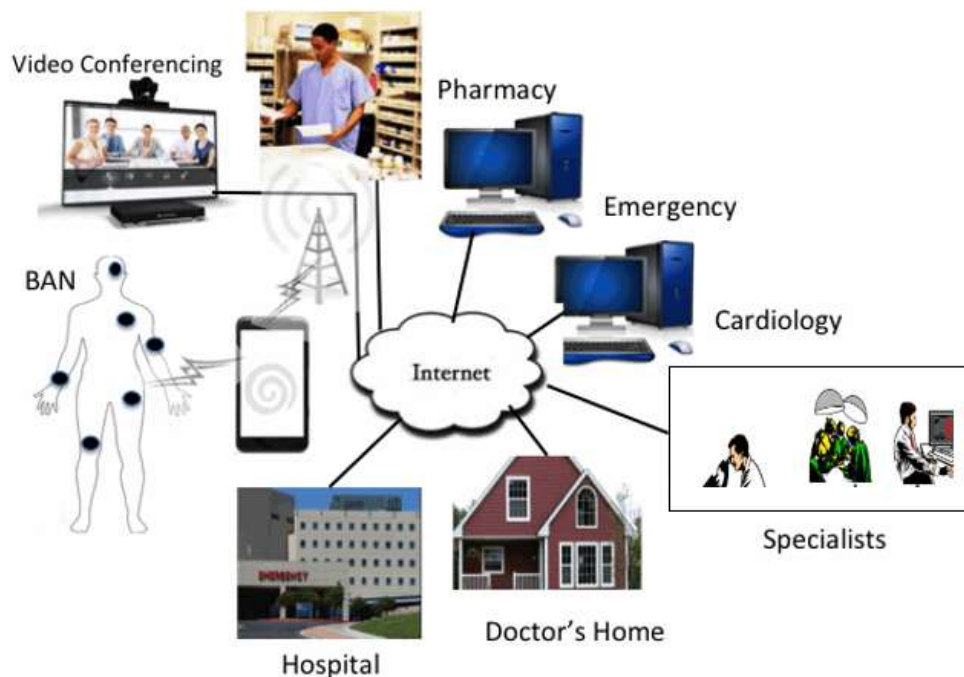 Video Conferencing
Pharmacy
Emergency
BAN
Cardiology
Internet
EMERGENCY
Specialists
Doctor's Home
Hospital